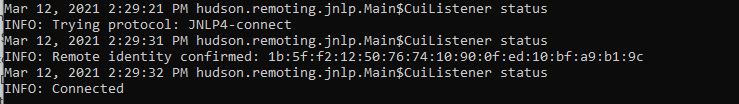 Mar 12, 2021 2:29:21 PM hudson.remoting.jnlp.Main$CuiListener status
INFO: Trying protocol: JNLP4-connect
Mar 12, 2021 2:29:31 PM hudson.remoting.jnlp.Main$CuiListener status
INFO: Remote identity confirmed: 1b:5f:f2:12:50:76:74:10:90:0f:ed:10:bf:a9:b1:9c
Mar 12, 2021 2:29:32 PM hudson.remoting.jnlp.Main$CuiListener status
INFO: Connected